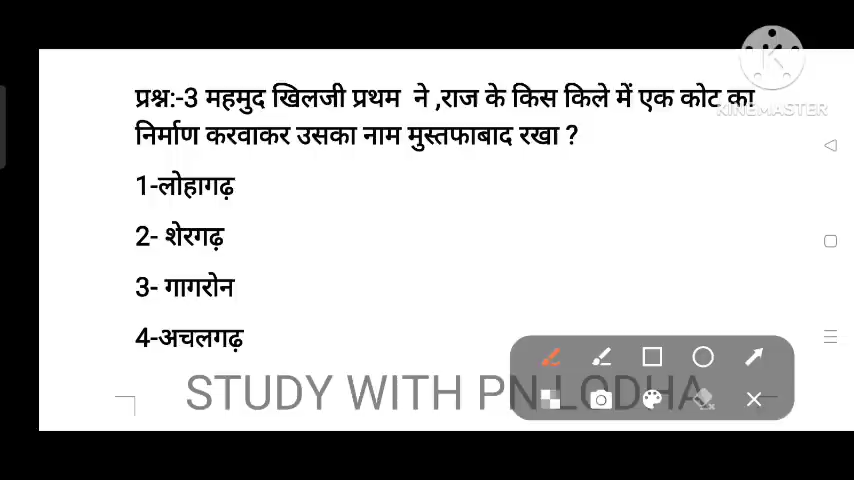 प्रश्न:-3 महमुद खिलजी प्रथम ने ,राज के किस किले में एक कोट का
निर्माण करवाकर उसका नाम मुस्तफाबाद रखा ?
1-लोहागढ़
2- शेरगढ़
3- गागरोन
4-अचलगढ़
STUDY WITH PN LODHA
K
KINEMASTER